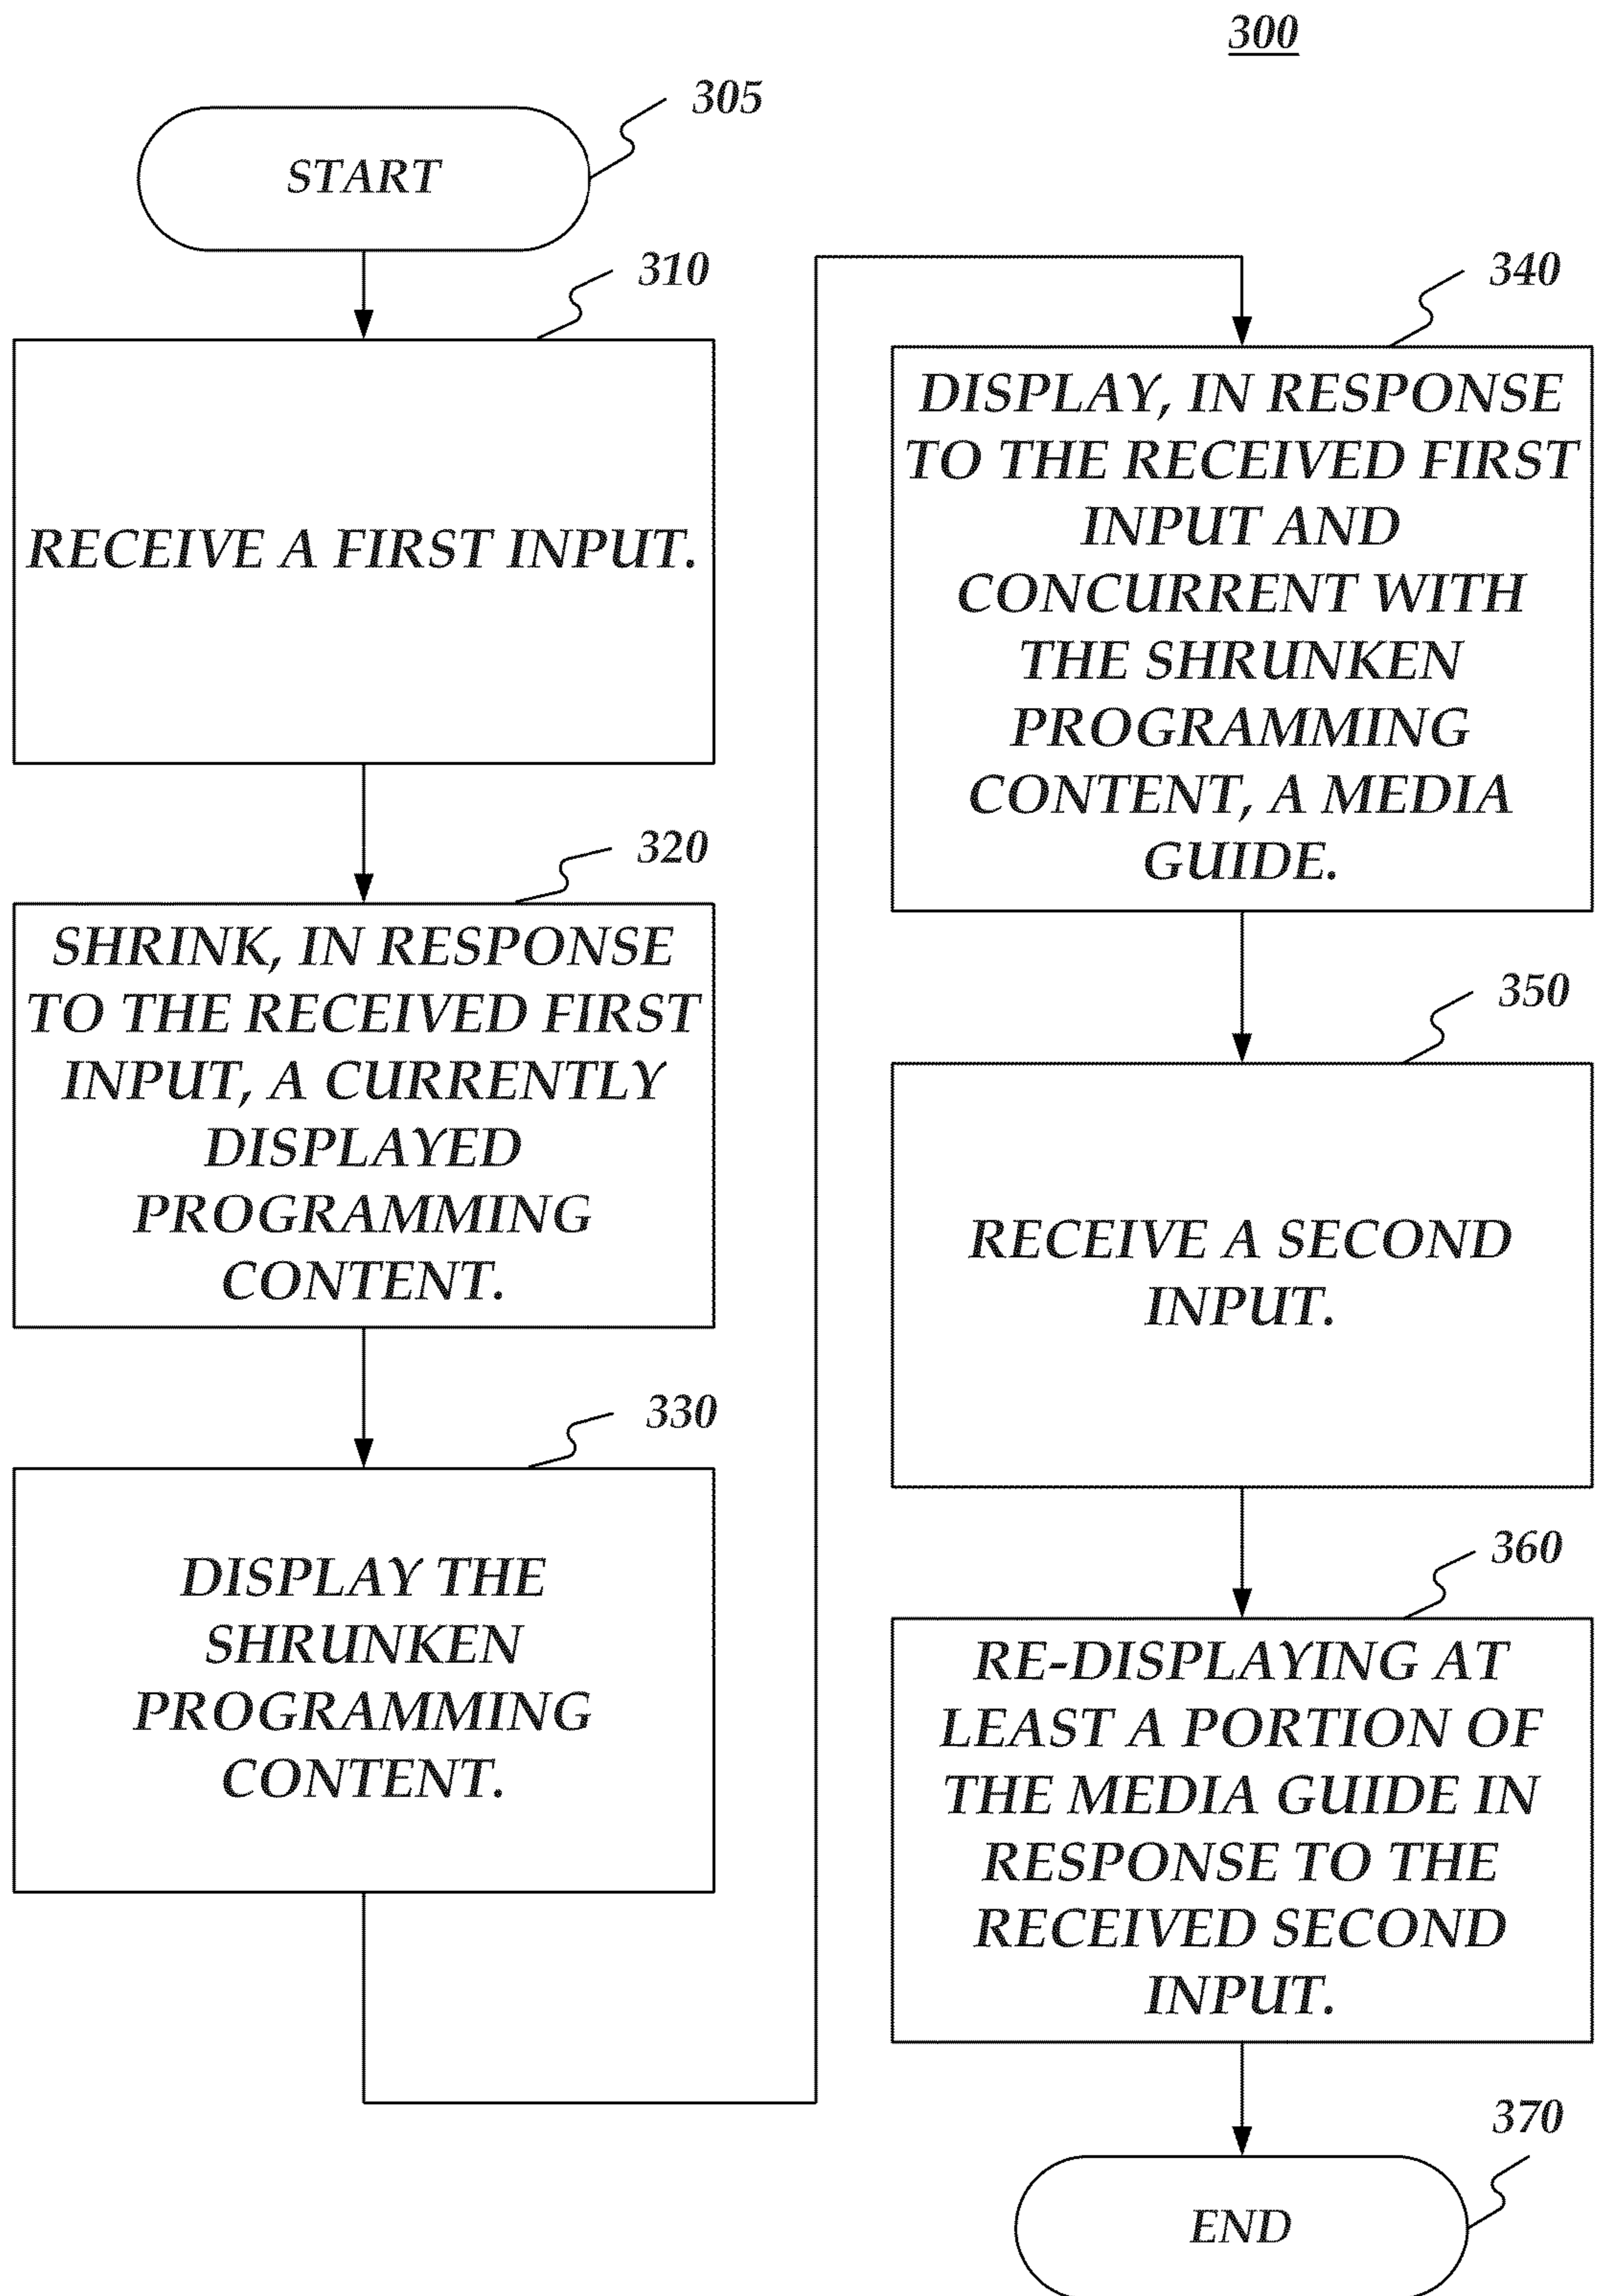 300
305
START
310
RECEIVE A FIRST INPUT.
320
SHRINK, IN RESPONSE
TO THE RECEIVED FIRST
INPUT, A CURRENTLY
DISPLAYED
PROGRAMMING
CONTENT.
330
DISPLAY THE
SHRUNKEN
PROGRAMMING
CONTENT.
340
DISPLAY, IN RESPONSE
TO THE RECEIVED FIRST
INPUT AND
CONCURRENT WITH
THE SHRUNKEN
PROGRAMMING
CONTENT, A MEDIA
GUIDE.
350
RECEIVE A SECOND
INPUT.
360
RE-DISPLAYING AT
LEAST A PORTION OF
THE MEDIA GUIDE IN
RESPONSE TO THE
RECEIVED SECOND
INPUT.
370
END